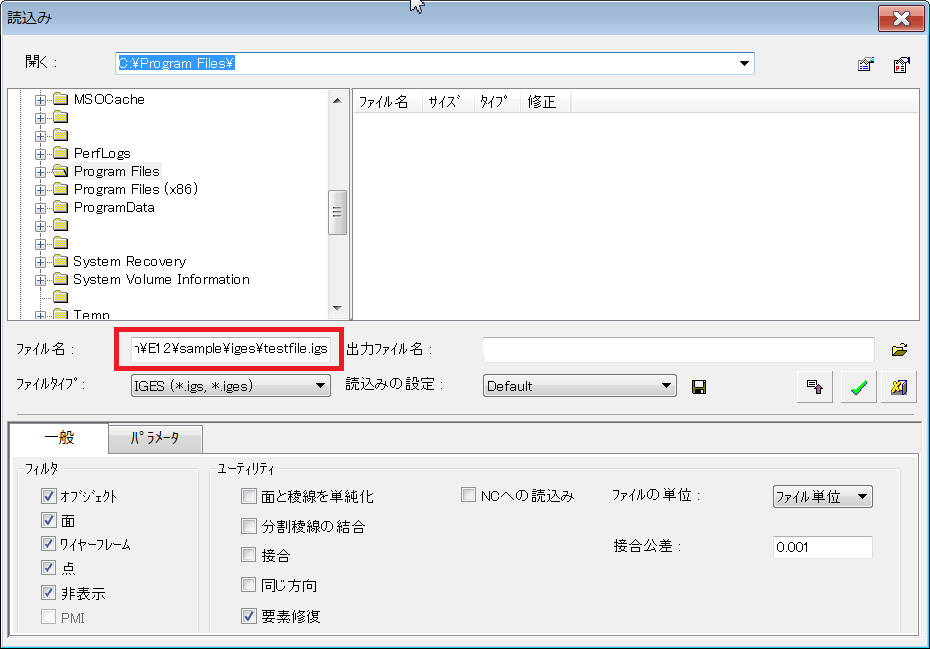 読込み
開く :
C:¥Program Files¥
MSOCache
PerfLogs
Program Files
Program Files (x86)
ProgramData
System Recovery
System Volume Information
Temp
ファイル名 サイズ タイプ 修正
ファイル名 : n¥E12¥sample¥iges¥testfile.igs 出力ファイル名 :
ファイルタイプ : IGES (*.igs, *.iges) 読込みの設定 : Default
一般 パラメータ
フィルタ
オブジェクト
面
ワイヤーフレーム
点
非表示
PMI
ユーティリティ
面と稜線を単純化
分割稜線の結合
接合
同じ方向
要素修復
NCへの読込み
ファイルの単位 : ファイル単位
接合公差 : 0.001